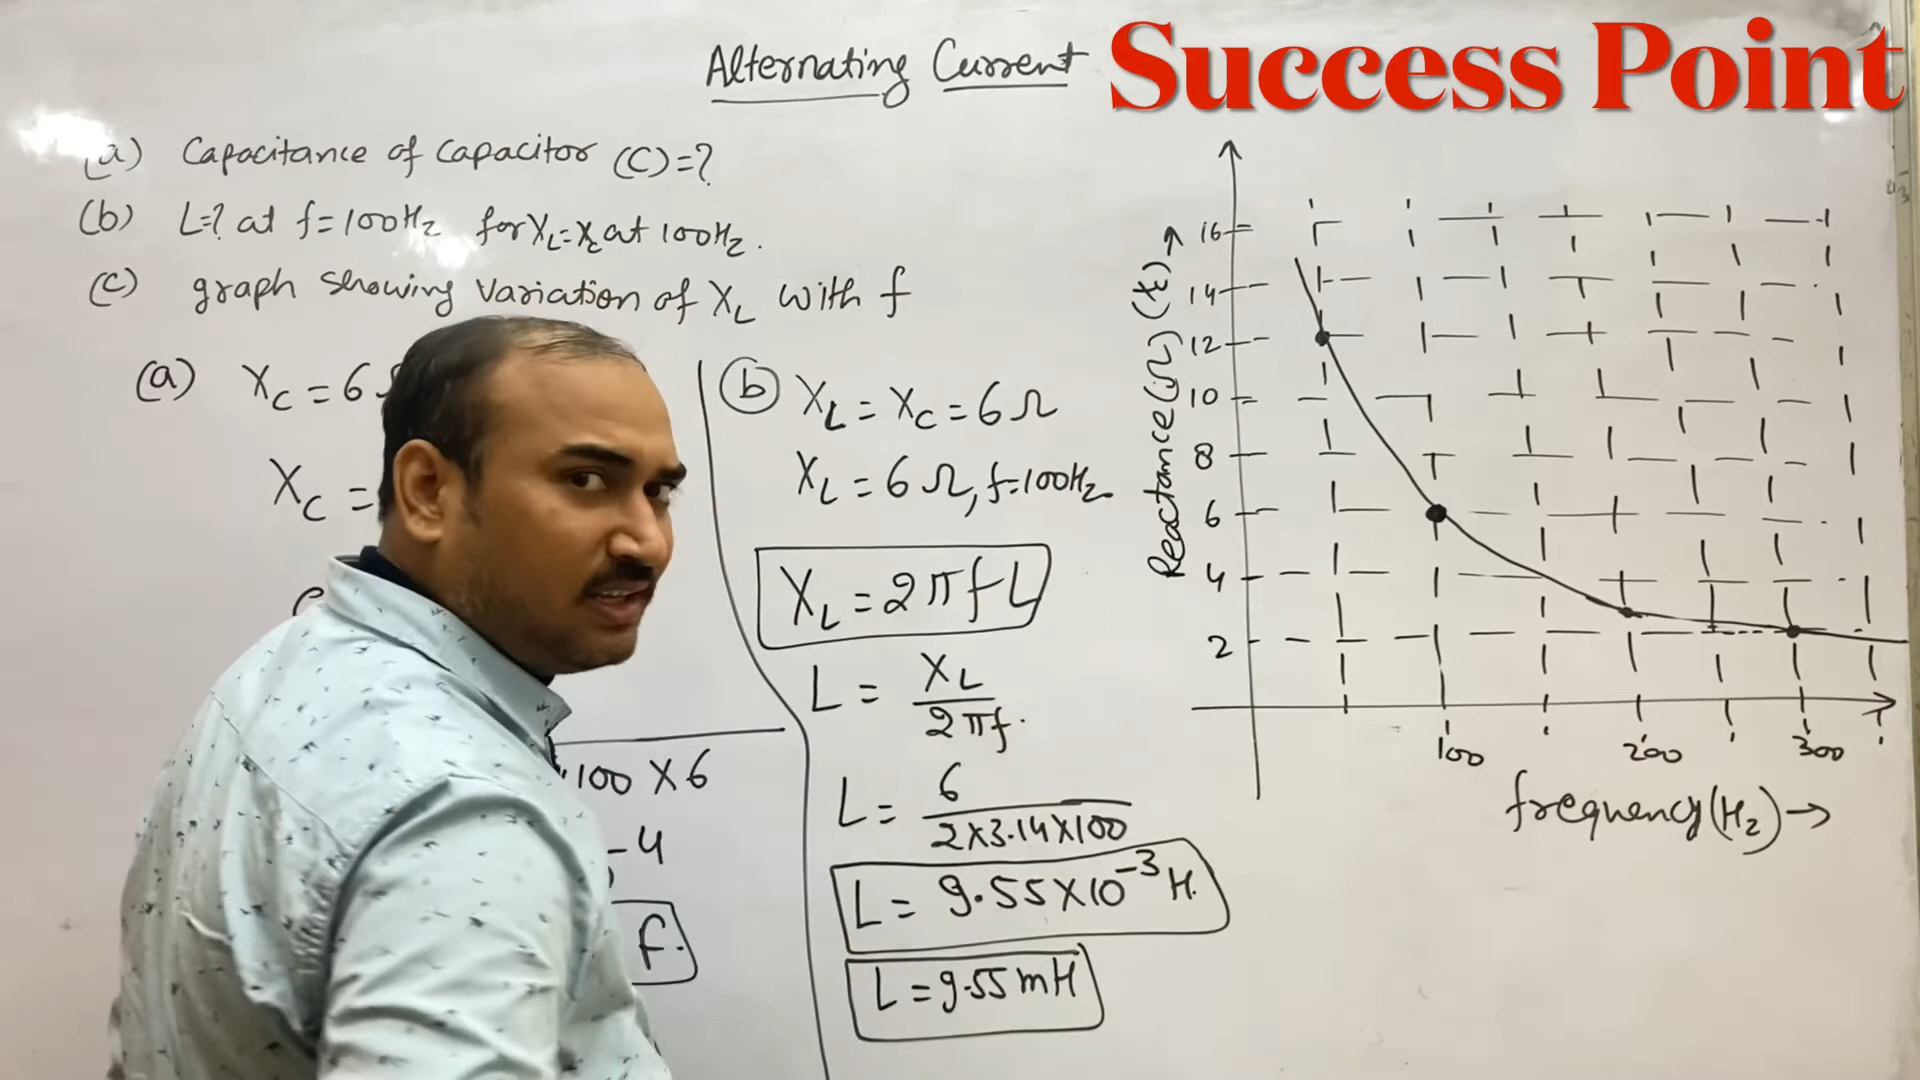 Alternating Current
Success Point
(a) Capacitance of capacitor (C)=?
(b) L=? at f=100Hz for XL=Xc at 100Hz.
(c) graph showing variation of XL with f
(a) XC = 6
XC =
100 X 6
-4
F.
(b) XL = XC = 6Ω
XL = 6Ω, f=100Hz.
XL = 2πfL
L = XL / 2πf.
L = 6 / 2X3.14X100
L = 9.55X10⁻³ H.
L = 9.55 mH
Reactance (in Ω) →
16
14
12
10
8
6
4
2
100 200 300
frequency (Hz) →